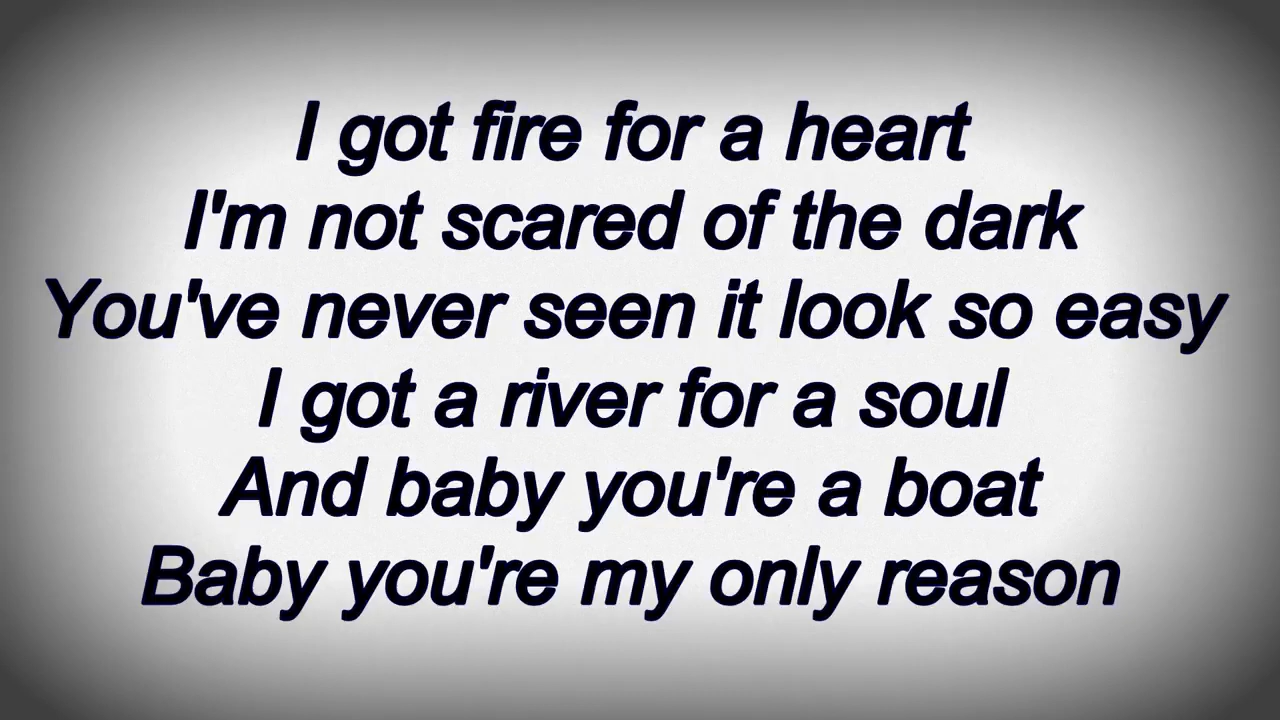 I got fire for a heart
I'm not scared of the dark
You've never seen it look so easy
I got a river for a soul
And baby you're a boat
Baby you're my only reason